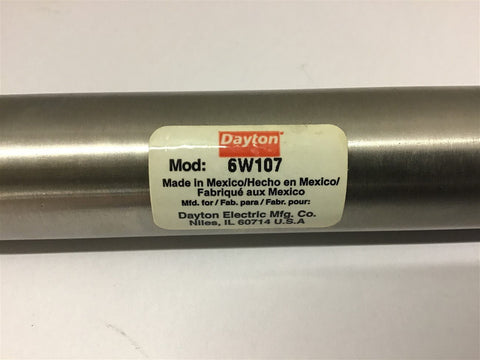 Dayton
Mod: 6W107
Made in Mexico/Hecho en Mexico/
Fabriqué aux Mexico
Mfd. for / Fab. para / Fabr. pour:
Dayton Electric Mfg. Co.
Niles, IL 60714 U.S.A